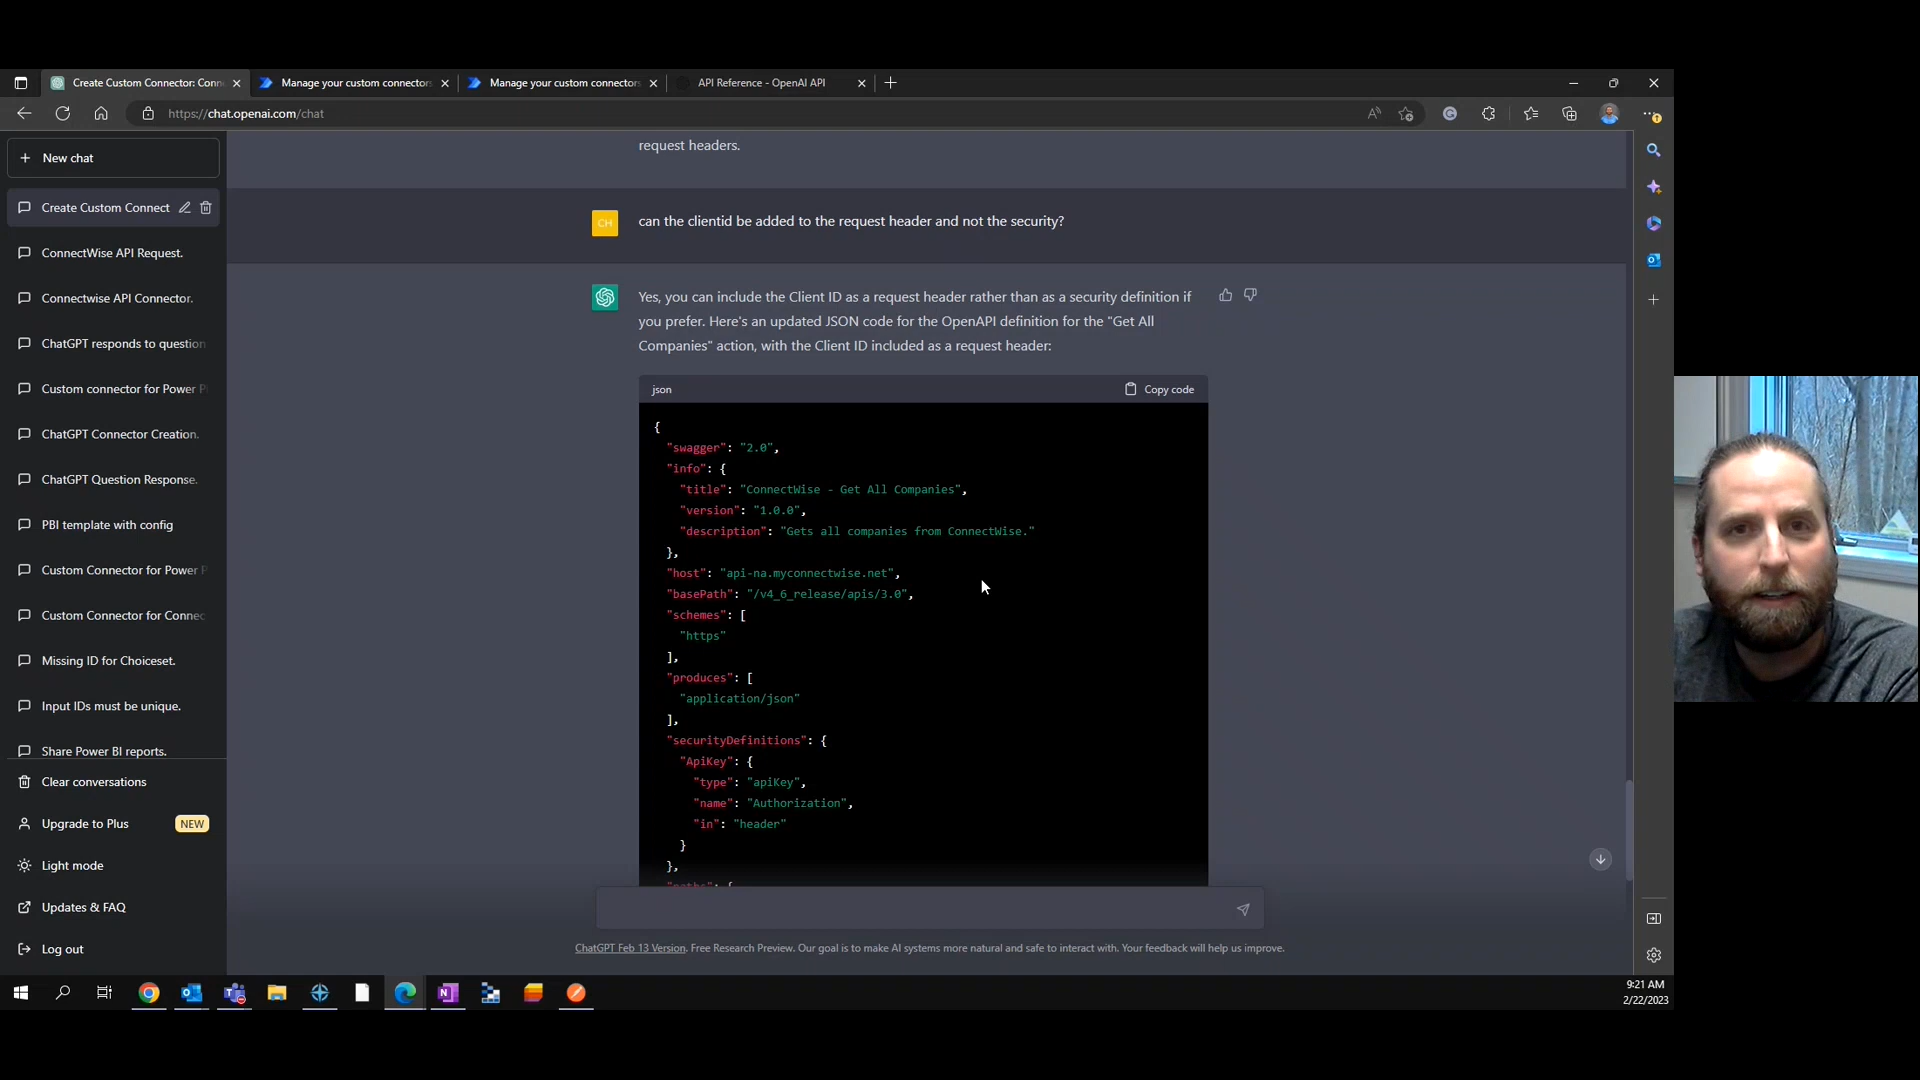 Create Custom Connector: Conn
Manage your custom connectors
Manage your custom connectors
API Reference - OpenAI API
https://chat.openai.com/chat
New chat
Create Custom Connect
ConnectWise API Request.
Connectwise API Connector.
ChatGPT responds to question
Custom connector for Power P
ChatGPT Connector Creation.
ChatGPT Question Response.
PBI template with config
Custom Connector for Power P
Custom Connector for Connec
Missing ID for Choiceset.
Input IDs must be unique.
Share Power BI reports.
Clear conversations
Upgrade to Plus
NEW
Light mode
Updates & FAQ
Log out
request headers.
CH
can the clientid be added to the request header and not the security?
Yes, you can include the Client ID as a request header rather than as a security definition if
you prefer. Here's an updated JSON code for the OpenAPI definition for the "Get All
Companies" action, with the Client ID included as a request header:
json
Copy code
{
"swagger": "2.0",
"info": {
"title": "ConnectWise - Get All Companies",
"version": "1.0.0",
"description": "Gets all companies from ConnectWise."
},
"host": "api-na.myconnectwise.net",
"basePath": "/v4_6_release/apis/3.0",
"schemes": [
"https"
],
"produces": [
"application/json"
],
"securityDefinitions": {
"ApiKey": {
"type": "apiKey",
"name": "Authorization",
"in": "header"
}
},
"paths": {
ChatGPT Feb 13 Version. Free Research Preview. Our goal is to make AI systems more natural and safe to interact with. Your feedback will help us improve.
9:21 AM
2/22/2023